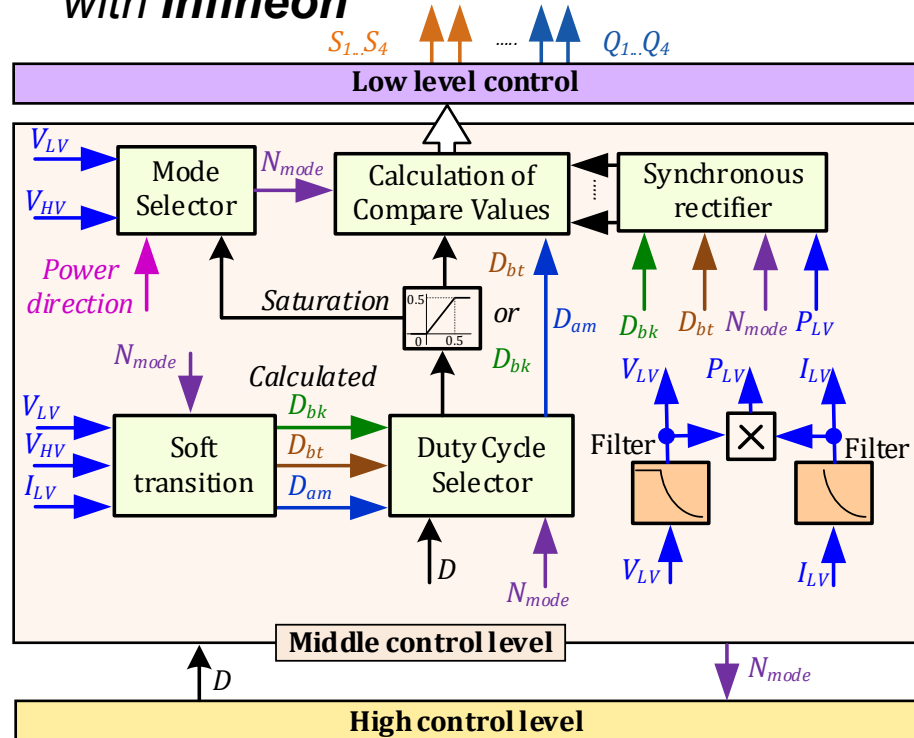 with Infineon
S1...S4 ..... Q1...Q4
Low level control
VLV
VHV
Mode
Selector
Nmode
Calculation of
Compare Values
Synchronous
rectifier
Power
direction
Saturation
0.5
0 0.5
Dbt
or
Dbk
Dam
Dbk Dbt Nmode PLV
Nmode
Calculated
VLV
VHV
ILV
Soft
transition
Dbk
Dbt
Dam
Duty Cycle
Selector
VLV PLV ILV
Filter × Filter
D
Nmode
VLV ILV
Middle control level
D
Nmode
High control level